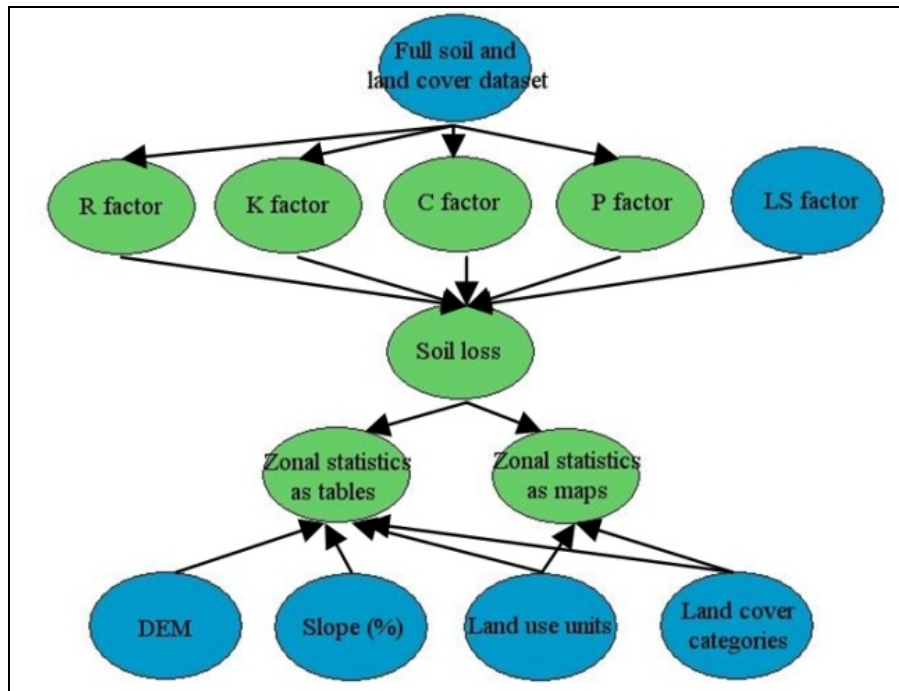 Full soil and
land cover dataset
R factor
K factor
C factor
P factor
LS factor
Soil loss
Zonal statistics
as tables
Zonal statistics
as maps
DEM
Slope (%)
Land use units
Land cover
categories